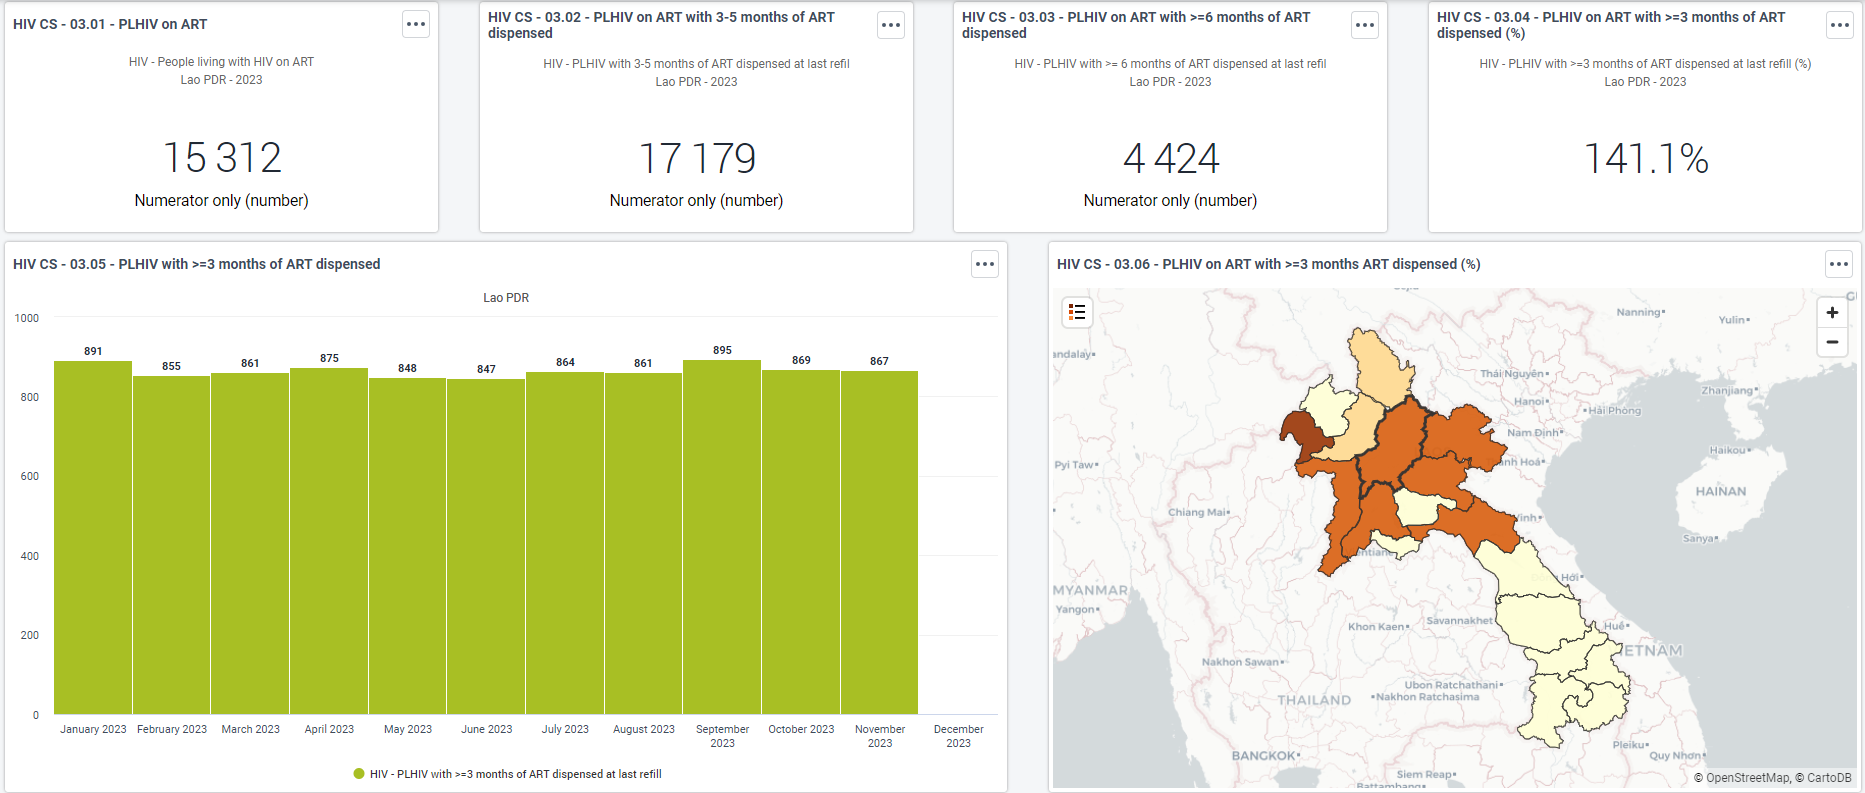 HIV CS - 03.01 - PLHIV on ART
HIV - People living with HIV on ART
Lao PDR - 2023
15 312
Numerator only (number)
HIV CS - 03.02 - PLHIV on ART with 3-5 months of ART
dispensed
HIV - PLHIV with 3-5 months of ART dispensed at last refil
Lao PDR - 2023
17 179
Numerator only (number)
HIV CS - 03.03 - PLHIV on ART with >=6 months of ART
dispensed
HIV - PLHIV with >= 6 months of ART dispensed at last refil
Lao PDR - 2023
4 424
Numerator only (number)
HIV CS - 03.04 - PLHIV on ART with >=3 months of ART
dispensed (%)
HIV - PLHIV with >=3 months of ART dispensed at last refill (%)
Lao PDR - 2023
141.1%
HIV CS - 03.05 - PLHIV with >=3 months of ART dispensed
Lao PDR
1000
800
600
400
200
0
891
855
861
875
848
847
864
861
895
869
867
January 2023
February 2023
March 2023
April 2023
May 2023
June 2023
July 2023
August 2023
September
2023
October 2023
November
2023
December
2023
HIV - PLHIV with >=3 months of ART dispensed at last refill
HIV CS - 03.06 - PLHIV on ART with >=3 months ART dispensed (%)
+
−
Nanning
Yulin
andalay
Thái Nguyên
Zhanjiang
Hanoi
Hải Phòng
Nam Định
Haikou
Pyi Taw
anh Hoá
HAINAN
Chiang Mai
Vinh
Sanya
entiane
Hới
MYANMAR
Yangon
Khon Kaen
Savannakhet
Huế
VIETNAM
Nakhon Sawan
Ubon Ratchathani
Nakhon Ratchasima
THAILAND
Pleiku
Quy Nhơn
BANGKOK
Siem Reap
Battambang
© OpenStreetMap, © CartoDB